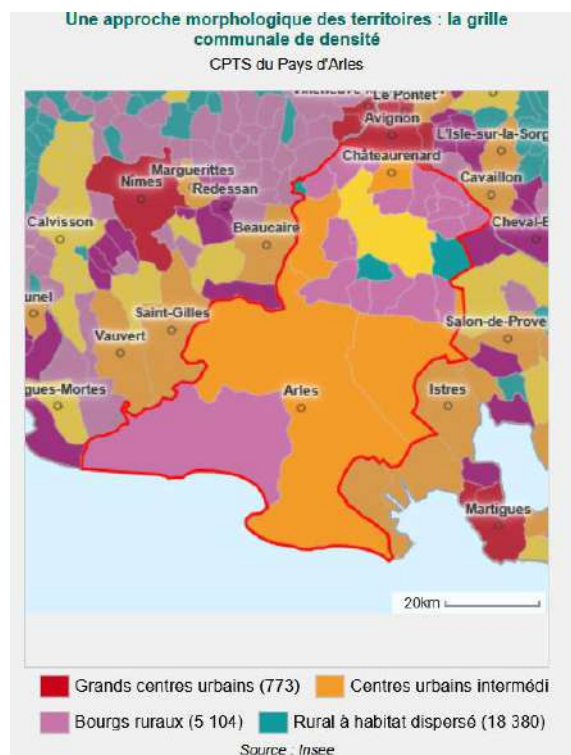 Une approche morphologique des territoires : la grille
communale de densité
CPTS du Pays d'Arles
Le Pontet
Avignon
L'Isle-sur-la-Sorg
Châteaurenard
Marguerittes
Nîmes
Redessan
Cavaillon
Calvisson
Beaucaire
Cheval-B
unel
Saint-Gilles
Vauvert
Salon-de-Prove
gues-Mortes
Arles
Istres
Martigues
20km
Grands centres urbains (773)
Centres urbains intermédi
Bourgs ruraux (5 104)
Rural à habitat dispersé (18 380)
Source : Insee